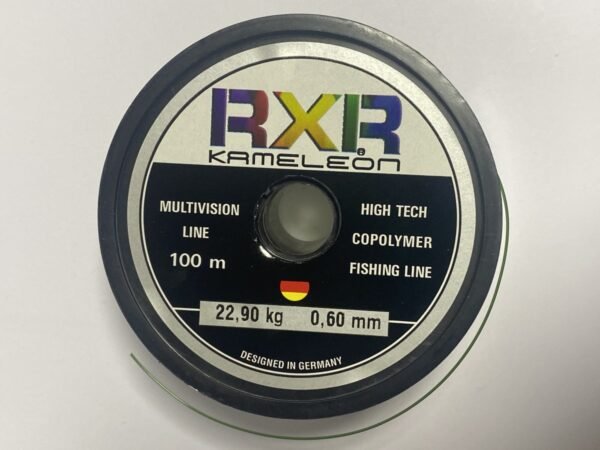 RXR
KAMELEON
MULTIVISION
LINE
100 m
HIGH TECH
COPOLYMER
FISHING LINE
22,90 kg 0,60 mm
DESIGNED IN GERMANY